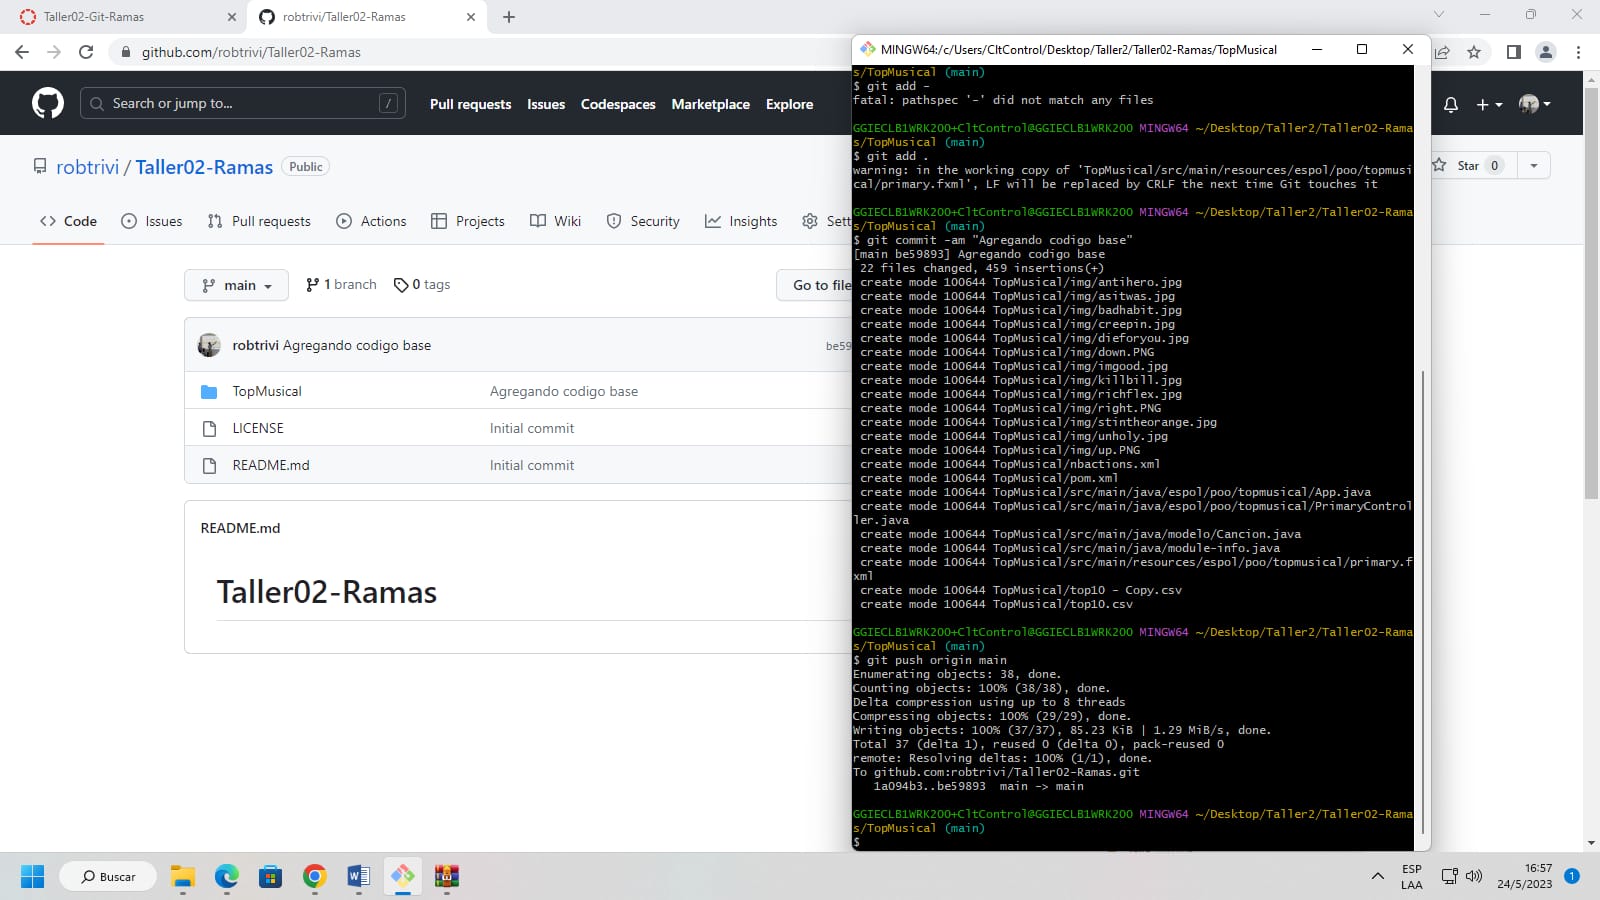 Taller02-Git-Ramas
robtrivi/Taller02-Ramas
github.com/robtrivi/Taller02-Ramas
Search or jump to...
/
Pull requests
Issues
Codespaces
Marketplace
Explore
robtrivi / Taller02-Ramas
Public
Star 0
Code
Issues
Pull requests
Actions
Projects
Wiki
Security
Insights
Sett
main
1 branch
0 tags
Go to file
robtrivi Agregando codigo base
be59
TopMusical
Agregando codigo base
LICENSE
Initial commit
README.md
Initial commit
README.md
Taller02-Ramas
MINGW64:/c/Users/CltControl/Desktop/Taller2/Taller02-Ramas/TopMusical
s/TopMusical (main)
$ git add -
fatal: pathspec '-' did not match any files
GGIECLB1WRK200+CltControl@GGIECLB1WRK200 MINGW64 ~/Desktop/Taller2/Taller02-Rama
s/TopMusical (main)
$ git add .
warning: in the working copy of 'TopMusical/src/main/resources/espol/poo/topmusi
cal/primary.fxml', LF will be replaced by CRLF the next time Git touches it
GGIECLB1WRK200+CltControl@GGIECLB1WRK200 MINGW64 ~/Desktop/Taller2/Taller02-Rama
s/TopMusical (main)
$ git commit -am "Agregando codigo base"
[main be59893] Agregando codigo base
22 files changed, 459 insertions(+)
create mode 100644 TopMusical/img/antihero.jpg
create mode 100644 TopMusical/img/asitwas.jpg
create mode 100644 TopMusical/img/badhabit.jpg
create mode 100644 TopMusical/img/creepin.jpg
create mode 100644 TopMusical/img/dieforyou.jpg
create mode 100644 TopMusical/img/down.PNG
create mode 100644 TopMusical/img/imgood.jpg
create mode 100644 TopMusical/img/killbill.jpg
create mode 100644 TopMusical/img/richflex.jpg
create mode 100644 TopMusical/img/right.PNG
create mode 100644 TopMusical/img/stintheorange.jpg
create mode 100644 TopMusical/img/unholy.jpg
create mode 100644 TopMusical/img/up.PNG
create mode 100644 TopMusical/nbactions.xml
create mode 100644 TopMusical/pom.xml
create mode 100644 TopMusical/src/main/java/espol/poo/topmusical/App.java
create mode 100644 TopMusical/src/main/java/espol/poo/topmusical/PrimaryControl
ler.java
create mode 100644 TopMusical/src/main/java/modelo/Cancion.java
create mode 100644 TopMusical/src/main/java/module-info.java
create mode 100644 TopMusical/src/main/resources/espol/poo/topmusical/primary.f
xml
create mode 100644 TopMusical/top10 - Copy.csv
create mode 100644 TopMusical/top10.csv
GGIECLB1WRK200+CltControl@GGIECLB1WRK200 MINGW64 ~/Desktop/Taller2/Taller02-Rama
s/TopMusical (main)
$ git push origin main
Enumerating objects: 38, done.
Counting objects: 100% (38/38), done.
Delta compression using up to 8 threads
Compressing objects: 100% (29/29), done.
Writing objects: 100% (37/37), 85.23 KiB | 1.29 MiB/s, done.
Total 37 (delta 1), reused 0 (delta 0), pack-reused 0
remote: Resolving deltas: 100% (1/1), done.
To github.com:robtrivi/Taller02-Ramas.git
1a094b3..be59893 main -> main
GGIECLB1WRK200+CltControl@GGIECLB1WRK200 MINGW64 ~/Desktop/Taller2/Taller02-Rama
s/TopMusical (main)
$
Buscar
ESP
LAA
16:57
24/5/2023
1